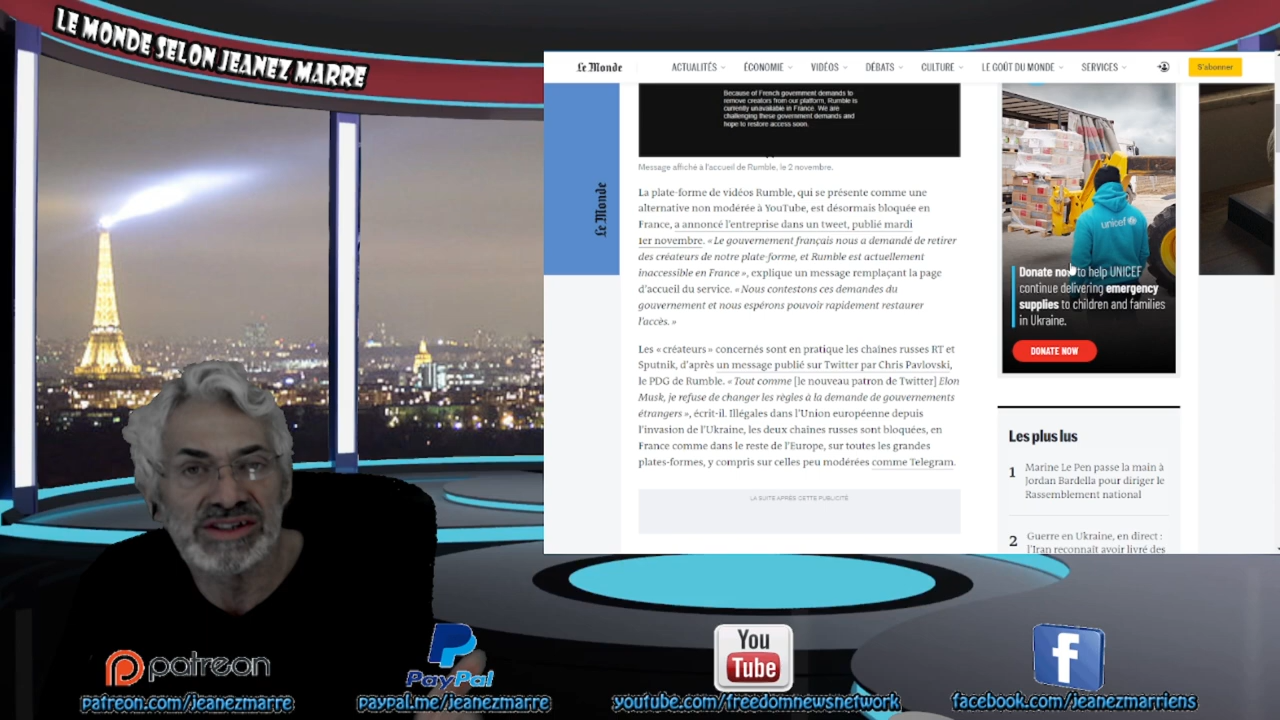 LE MONDE SELON JEANEZ MARRE
Le Monde
ACTUALITÉS
ÉCONOMIE
VIDÉOS
DÉBATS
CULTURE
LE GOÛT DU MONDE
SERVICES
S'abonner
Le Monde
Because of French government demands to
remove creators from our platform, Rumble is
currently unavailable in France. We are
challenging these government demands and
hope to restore access soon.
Message affiché à l'accueil de Rumble, le 2 novembre.
La plate-forme de vidéos Rumble, qui se présente comme une
alternative non modérée à YouTube, est désormais bloquée en
France, a annoncé l'entreprise dans un tweet, publié mardi
1er novembre. « Le gouvernement français nous a demandé de retirer
des créateurs de notre plate-forme, et Rumble est actuellement
inaccessible en France », explique un message remplaçant la page
d'accueil du service. « Nous contestons ces demandes du
gouvernement et nous espérons pouvoir rapidement restaurer
l'accès. »
Les « créateurs » concernés sont en pratique les chaînes russes RT et
Sputnik, d'après un message publié sur Twitter par Chris Pavlovski,
le PDG de Rumble. « Tout comme [le nouveau patron de Twitter] Elon
Musk, je refuse de changer les règles à la demande de gouvernements
étrangers », écrit-il. Illégales dans l'Union européenne depuis
l'invasion de l'Ukraine, les deux chaînes russes sont bloquées, en
France comme dans le reste de l'Europe, sur toutes les grandes
plates-formes, y compris sur celles peu modérées comme Telegram.
LA SUITE APRÈS CETTE PUBLICITÉ
unicef
Donate now to help UNICEF
continue delivering emergency
supplies to children and families
in Ukraine.
DONATE NOW
Les plus lus
1 Marine Le Pen passe la main à
Jordan Bardella pour diriger le
Rassemblement national
2 Guerre en Ukraine, en direct :
l'Iran reconnaît avoir livré des
patreon
patreon.com/jeanezmarre
PayPal
paypal.me/jeanezmarre
You
Tube
youtube.com/freedomnewsnetwork
f
facebook.com/jeanezmarriens